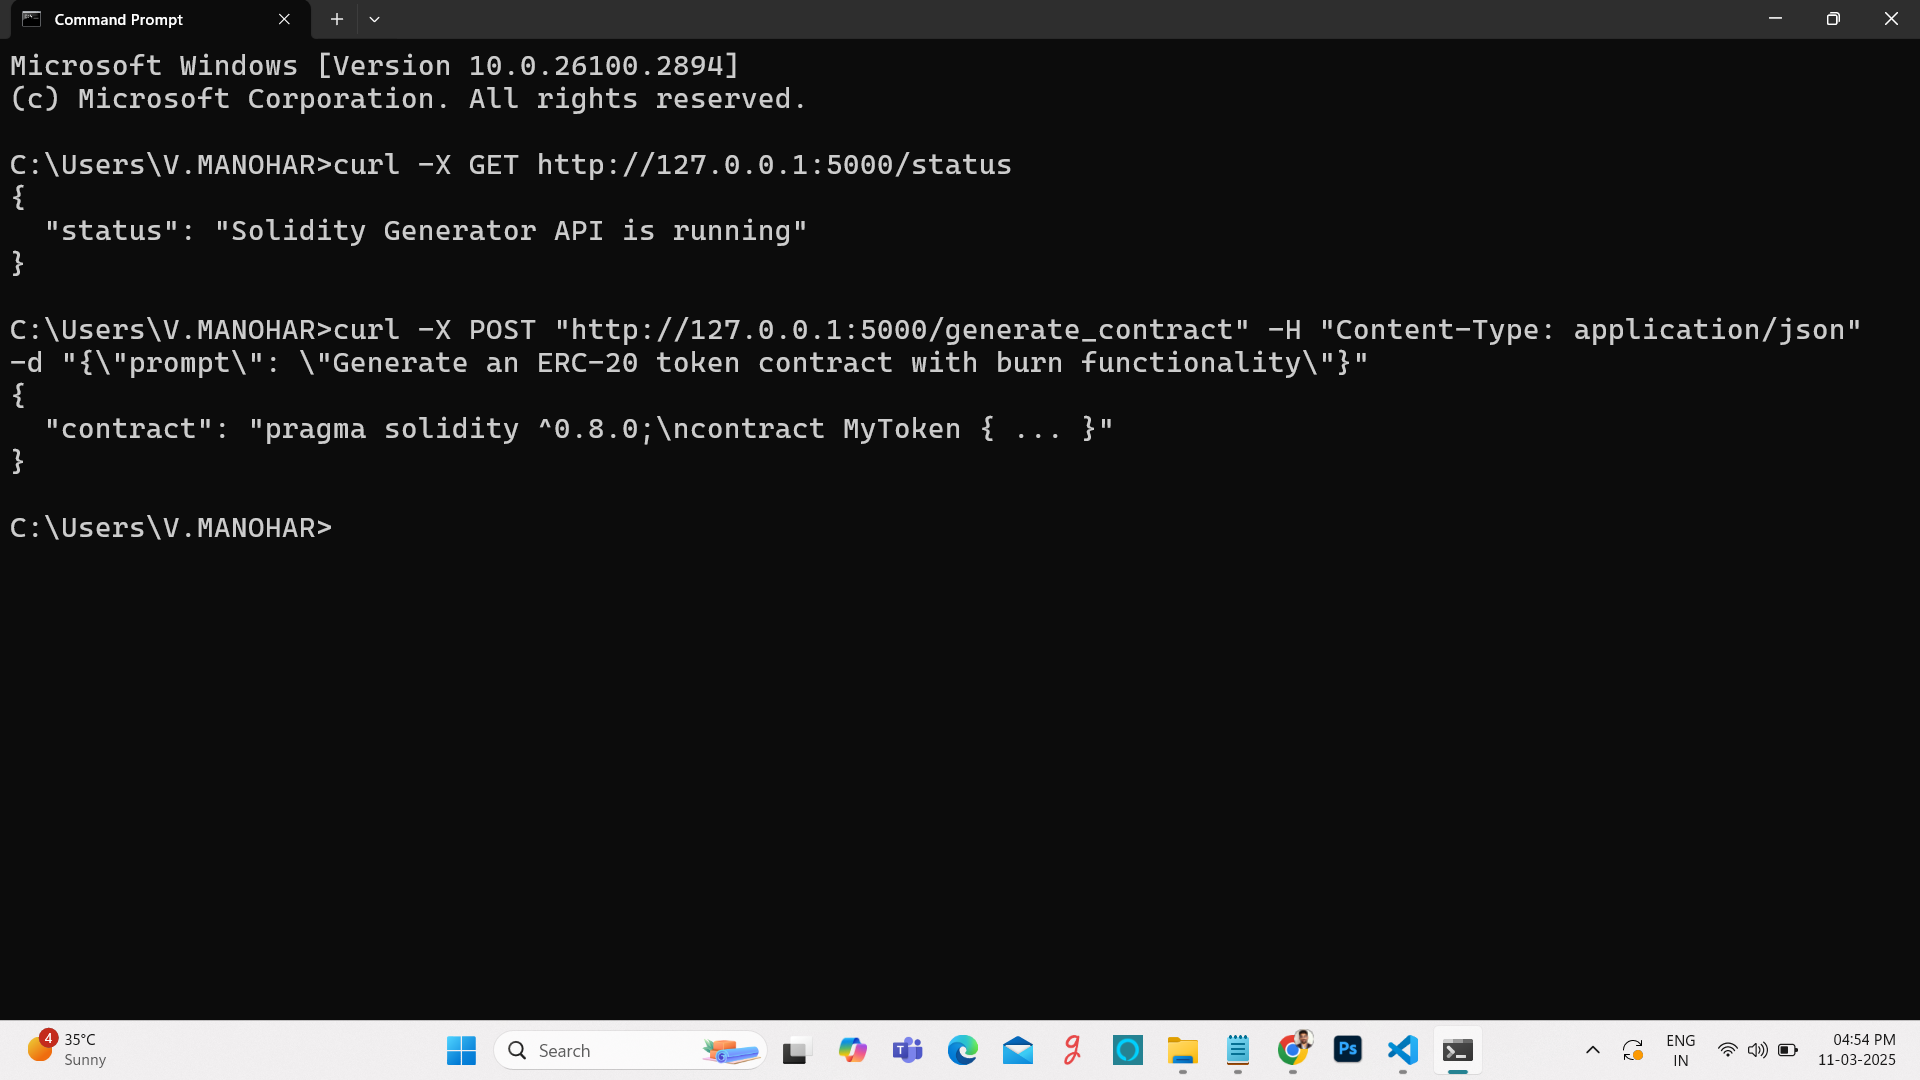 Command Prompt
Microsoft Windows [Version 10.0.26100.2894]
(c) Microsoft Corporation. All rights reserved.
C:\Users\V.MANOHAR>curl -X GET http://127.0.0.1:5000/status
{
  "status": "Solidity Generator API is running"
}
C:\Users\V.MANOHAR>curl -X POST "http://127.0.0.1:5000/generate_contract" -H "Content-Type: application/json"
-d "{\"prompt\": \"Generate an ERC-20 token contract with burn functionality\"}"
{
  "contract": "pragma solidity ^0.8.0;\ncontract MyToken { ... }"
}
C:\Users\V.MANOHAR>
4
35°C
Sunny
Search
T
g
Ps
ENG
IN
04:54 PM
11-03-2025